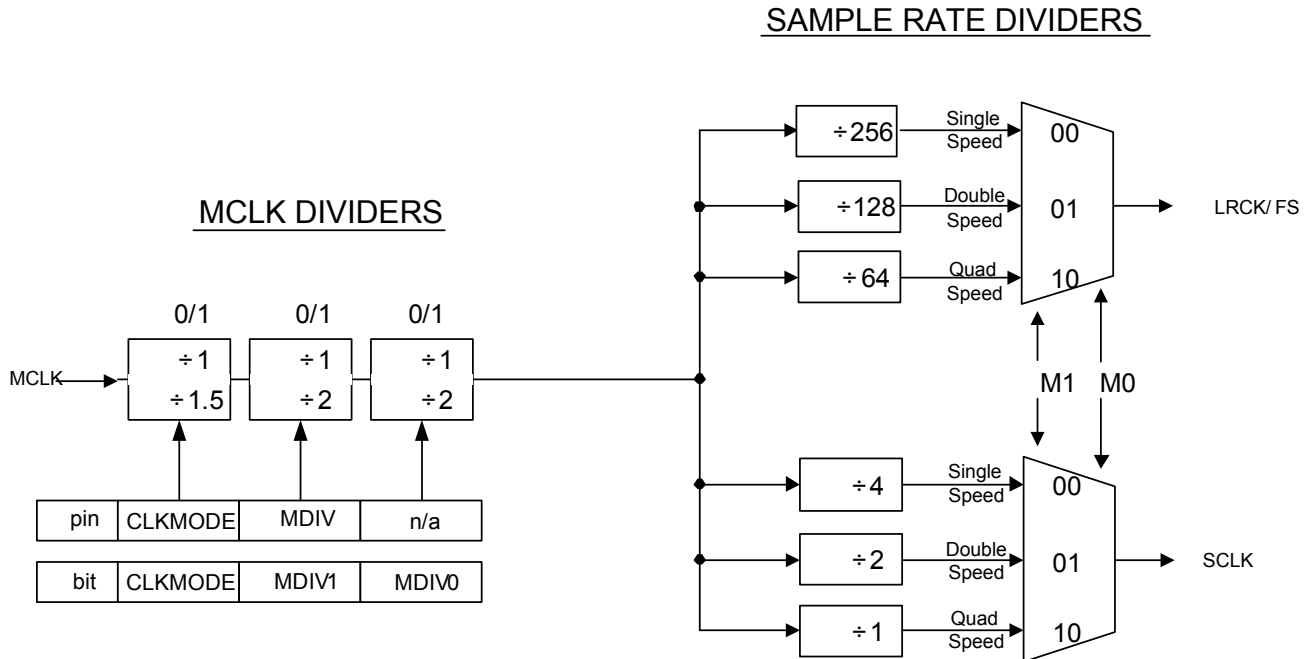 SAMPLE RATE DIVIDERS
MCLK DIVIDERS
0/1 0/1 0/1
MCLK
÷1 ÷1 ÷1
÷1.5 ÷2 ÷2
pin CLKMODE MDIV n/a
bit CLKMODE MDIV1 MDIV0
÷256 Single Speed 00
÷128 Double Speed 01
÷64 Quad Speed 10
LRCK/ FS
M1 M0
÷4 Single Speed 00
÷2 Double Speed 01
÷1 Quad Speed 10
SCLK